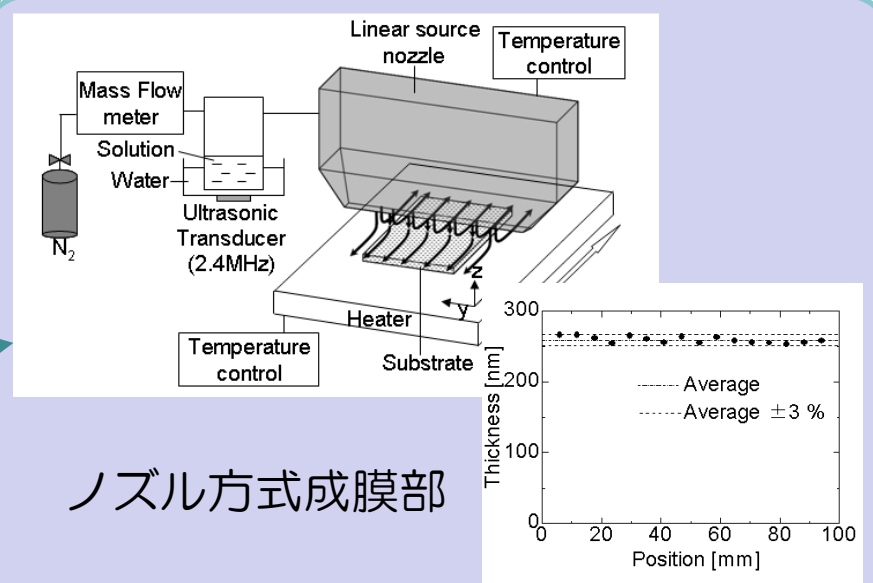 Linear source
nozzle
Temperature
control
Mass Flow
meter
Solution
Water
N₂
Ultrasonic
Transducer
(2.4MHz)
z
y
Heater
Substrate
Temperature
control
Thickness [nm]
300
200
100
0
Average
Average ±3 %
0 20 40 60 80 100
Position [mm]
ノズル方式成膜部